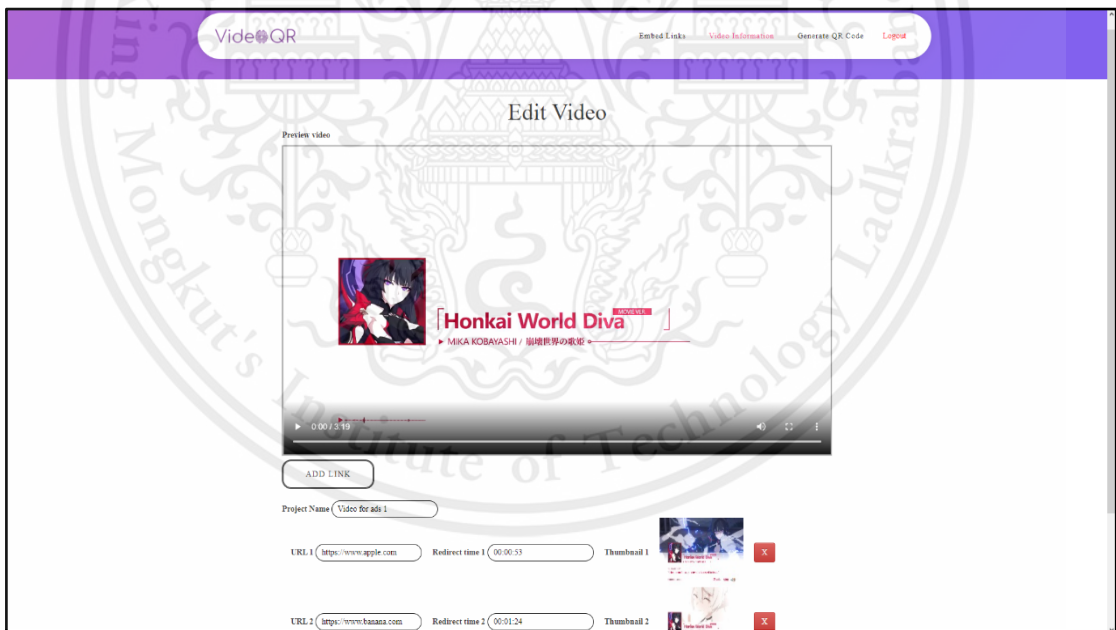 VideoQR
Embed Links Video Information Generate QR Code Logout
Edit Video
Preview video
Honkai World Diva
MOVIE VER.
MIKA KOBAYASHI / 崩壊世界の歌姫
0:00 / 3:19
ADD LINK
Project Name Video for ads 1
URL 1 https://www.apple.com Redirect time 1 00:00:53 Thumbnail 1 X
URL 2 https://www.banana.com Redirect time 2 00:01:24 Thumbnail 2 X
King Mongkut's Institute of Technology Ladkrabang